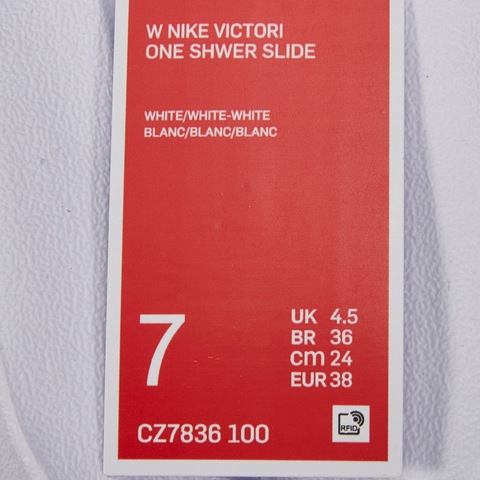 W NIKE VICTORI
ONE SHWER SLIDE
WHITE/WHITE-WHITE
BLANC/BLANC/BLANC
7
UK 4.5
BR 36
cm 24
EUR 38
CZ7836 100
RFID